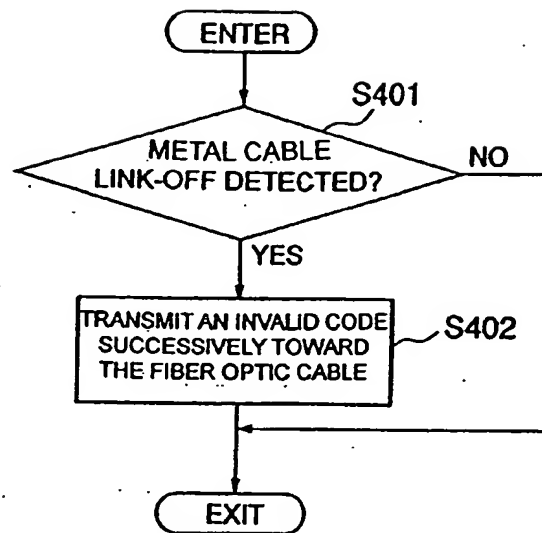 ENTER
S401
METAL CABLE
LINK-OFF DETECTED?
NO
YES
TRANSMIT AN INVALID CODE
SUCCESSIVELY TOWARD
THE FIBER OPTIC CABLE
S402
EXIT